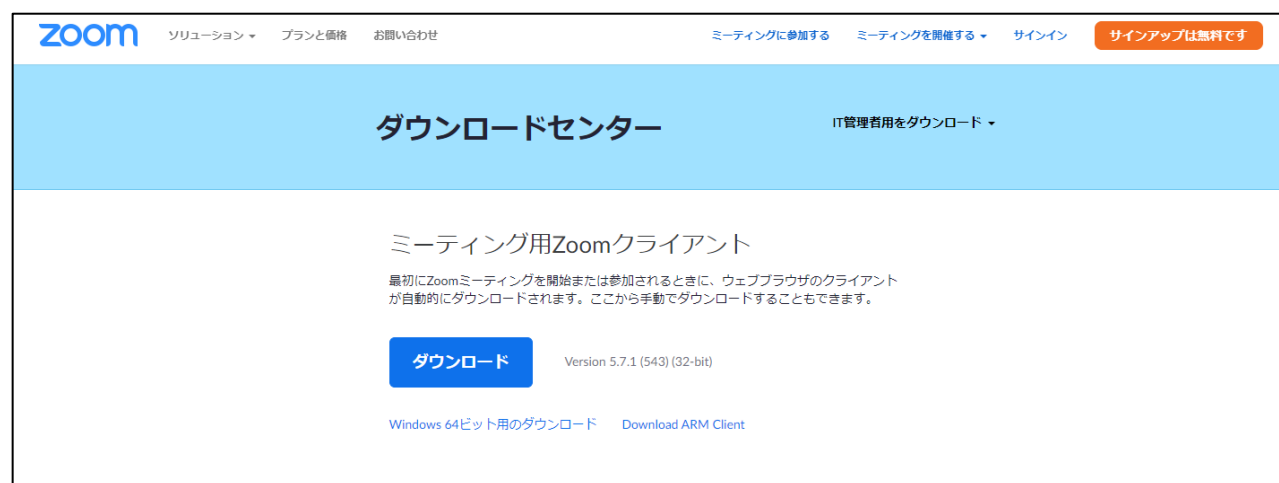 zoom ソリューション プランと価格 お問い合わせ ミーティングに参加する ミーティングを開催する サインイン サインアップは無料です
ダウンロードセンター IT管理者用をダウンロード
ミーティング用Zoomクライアント
最初にZoomミーティングを開始または参加されるときに、ウェブブラウザのクライアント
が自動的にダウンロードされます。ここから手動でダウンロードすることもできます。
ダウンロード Version 5.7.1 (543) (32-bit)
Windows 64ビット用のダウンロード Download ARM Client